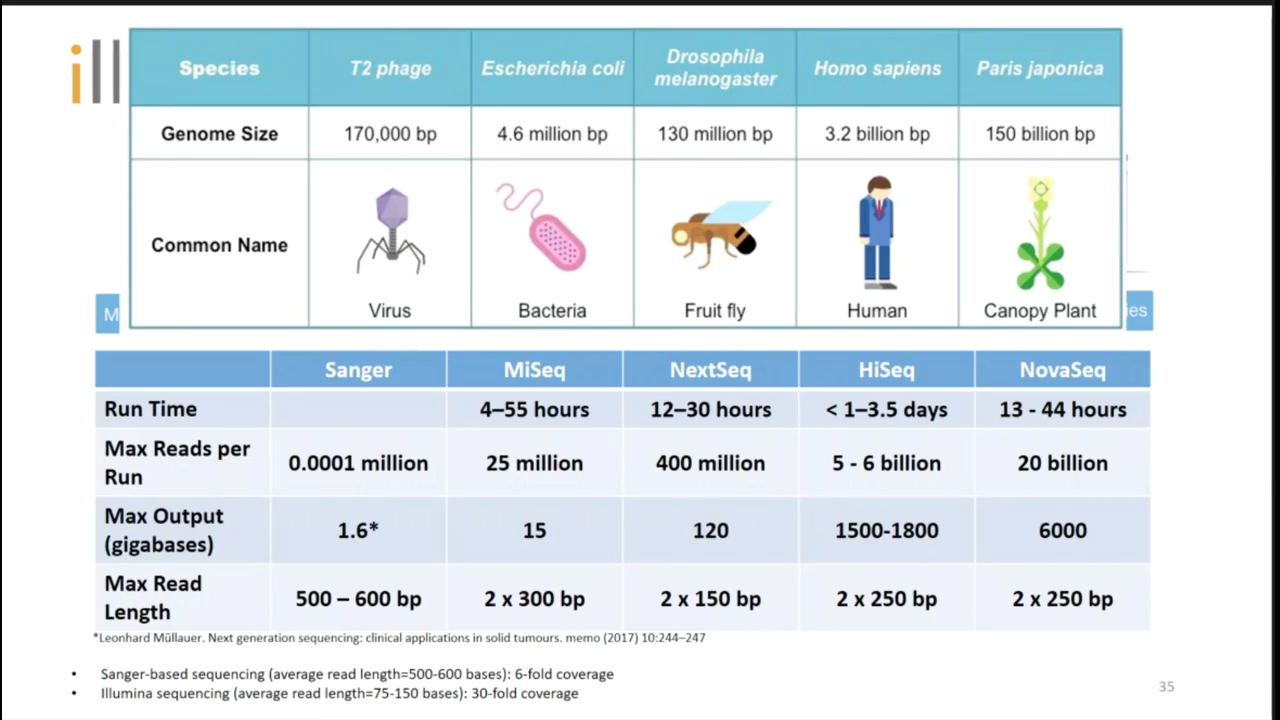 ill
Species T2 phage Escherichia coli Drosophila melanogaster Homo sapiens Paris japonica
Genome Size 170,000 bp 4.6 million bp 130 million bp 3.2 billion bp 150 billion bp
Common Name Virus Bacteria Fruit fly Human Canopy Plant
M
ies
Sanger MiSeq NextSeq HiSeq NovaSeq
Run Time 4–55 hours 12–30 hours < 1–3.5 days 13 - 44 hours
Max Reads per Run 0.0001 million 25 million 400 million 5 - 6 billion 20 billion
Max Output (gigabases) 1.6* 15 120 1500-1800 6000
Max Read Length 500 – 600 bp 2 x 300 bp 2 x 150 bp 2 x 250 bp 2 x 250 bp
*Leonhard Müllauer. Next generation sequencing: clinical applications in solid tumours. memo (2017) 10:244–247
• Sanger-based sequencing (average read length=500-600 bases): 6-fold coverage
• Illumina sequencing (average read length=75-150 bases): 30-fold coverage
35